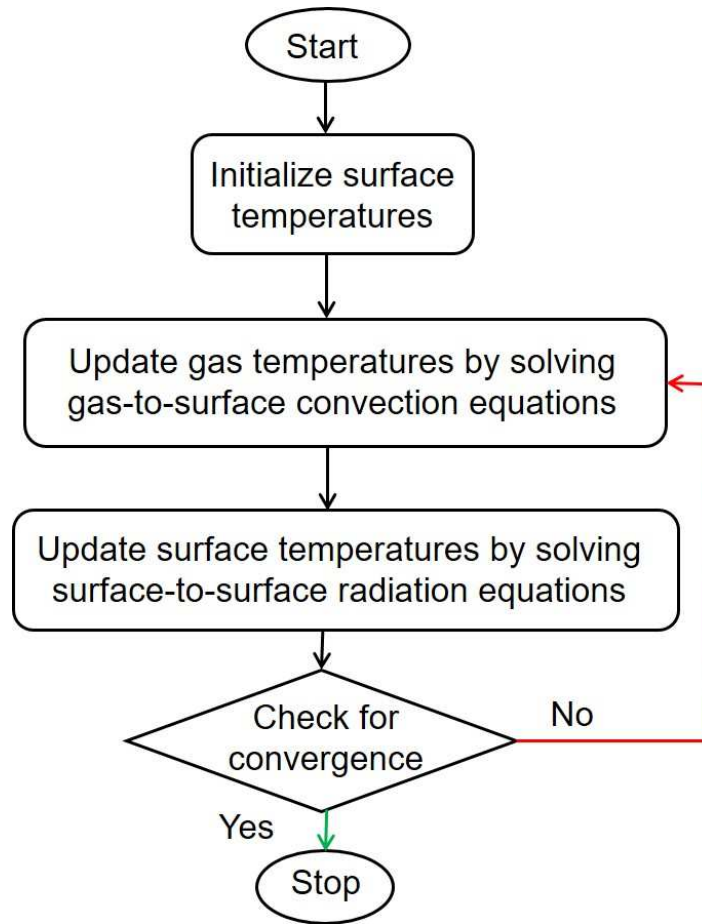 Start
Initialize surface
temperatures
Update gas temperatures by solving
gas-to-surface convection equations
Update surface temperatures by solving
surface-to-surface radiation equations
Check for
convergence
No
Yes
Stop